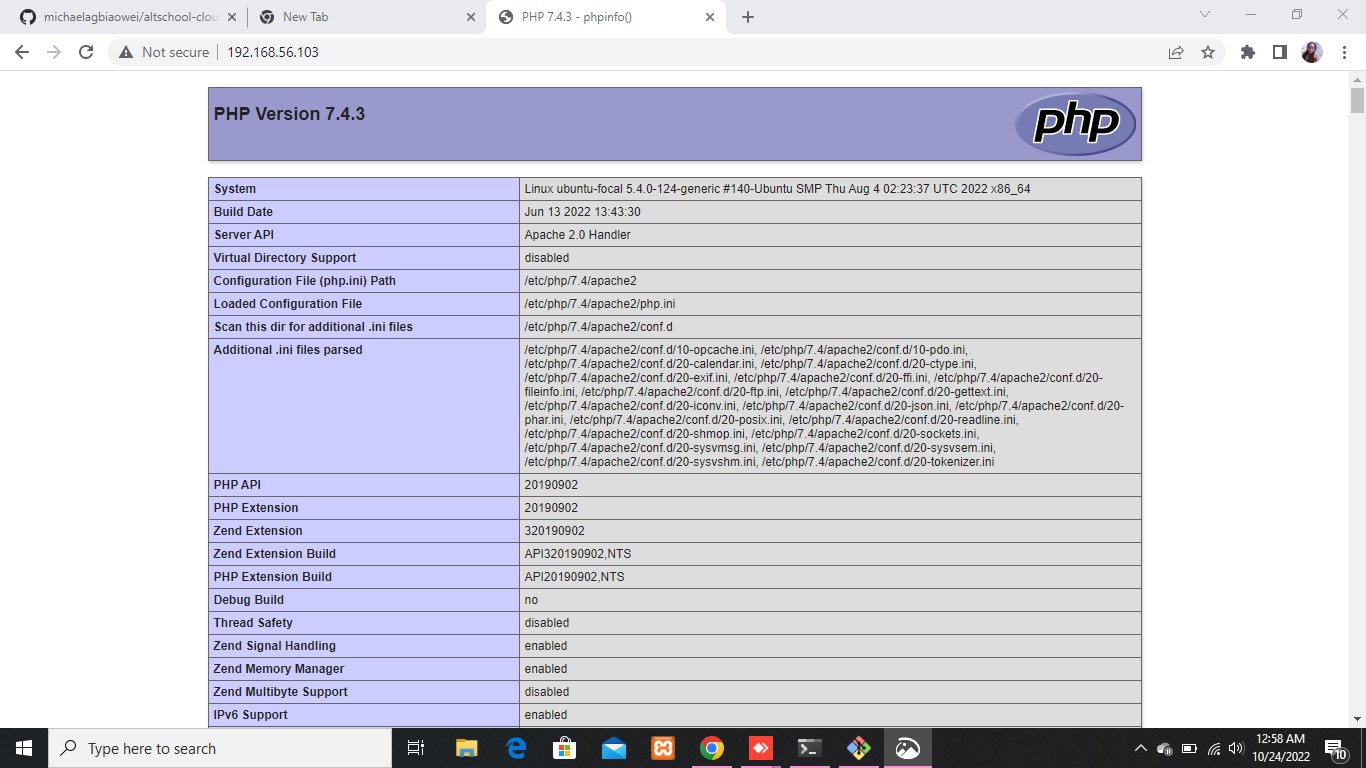 michaelagbiaowei/altschool-clou
New Tab
PHP 7.4.3 - phpinfo()
Not secure
192.168.56.103
PHP Version 7.4.3
php
System Linux ubuntu-focal 5.4.0-124-generic #140-Ubuntu SMP Thu Aug 4 02:23:37 UTC 2022 x86_64
Build Date Jun 13 2022 13:43:30
Server API Apache 2.0 Handler
Virtual Directory Support disabled
Configuration File (php.ini) Path /etc/php/7.4/apache2
Loaded Configuration File /etc/php/7.4/apache2/php.ini
Scan this dir for additional .ini files /etc/php/7.4/apache2/conf.d
Additional .ini files parsed /etc/php/7.4/apache2/conf.d/10-opcache.ini, /etc/php/7.4/apache2/conf.d/10-pdo.ini,
/etc/php/7.4/apache2/conf.d/20-calendar.ini, /etc/php/7.4/apache2/conf.d/20-ctype.ini,
/etc/php/7.4/apache2/conf.d/20-exif.ini, /etc/php/7.4/apache2/conf.d/20-ffi.ini, /etc/php/7.4/apache2/conf.d/20-
fileinfo.ini, /etc/php/7.4/apache2/conf.d/20-ftp.ini, /etc/php/7.4/apache2/conf.d/20-gettext.ini,
/etc/php/7.4/apache2/conf.d/20-iconv.ini, /etc/php/7.4/apache2/conf.d/20-json.ini, /etc/php/7.4/apache2/conf.d/20-
phar.ini, /etc/php/7.4/apache2/conf.d/20-posix.ini, /etc/php/7.4/apache2/conf.d/20-readline.ini,
/etc/php/7.4/apache2/conf.d/20-shmop.ini, /etc/php/7.4/apache2/conf.d/20-sockets.ini,
/etc/php/7.4/apache2/conf.d/20-sysvmsg.ini, /etc/php/7.4/apache2/conf.d/20-sysvsem.ini,
/etc/php/7.4/apache2/conf.d/20-sysvshm.ini, /etc/php/7.4/apache2/conf.d/20-tokenizer.ini
PHP API 20190902
PHP Extension 20190902
Zend Extension 320190902
Zend Extension Build API320190902,NTS
PHP Extension Build API20190902,NTS
Debug Build no
Thread Safety disabled
Zend Signal Handling enabled
Zend Memory Manager enabled
Zend Multibyte Support disabled
IPv6 Support enabled
Type here to search
12:58 AM
10/24/2022
10